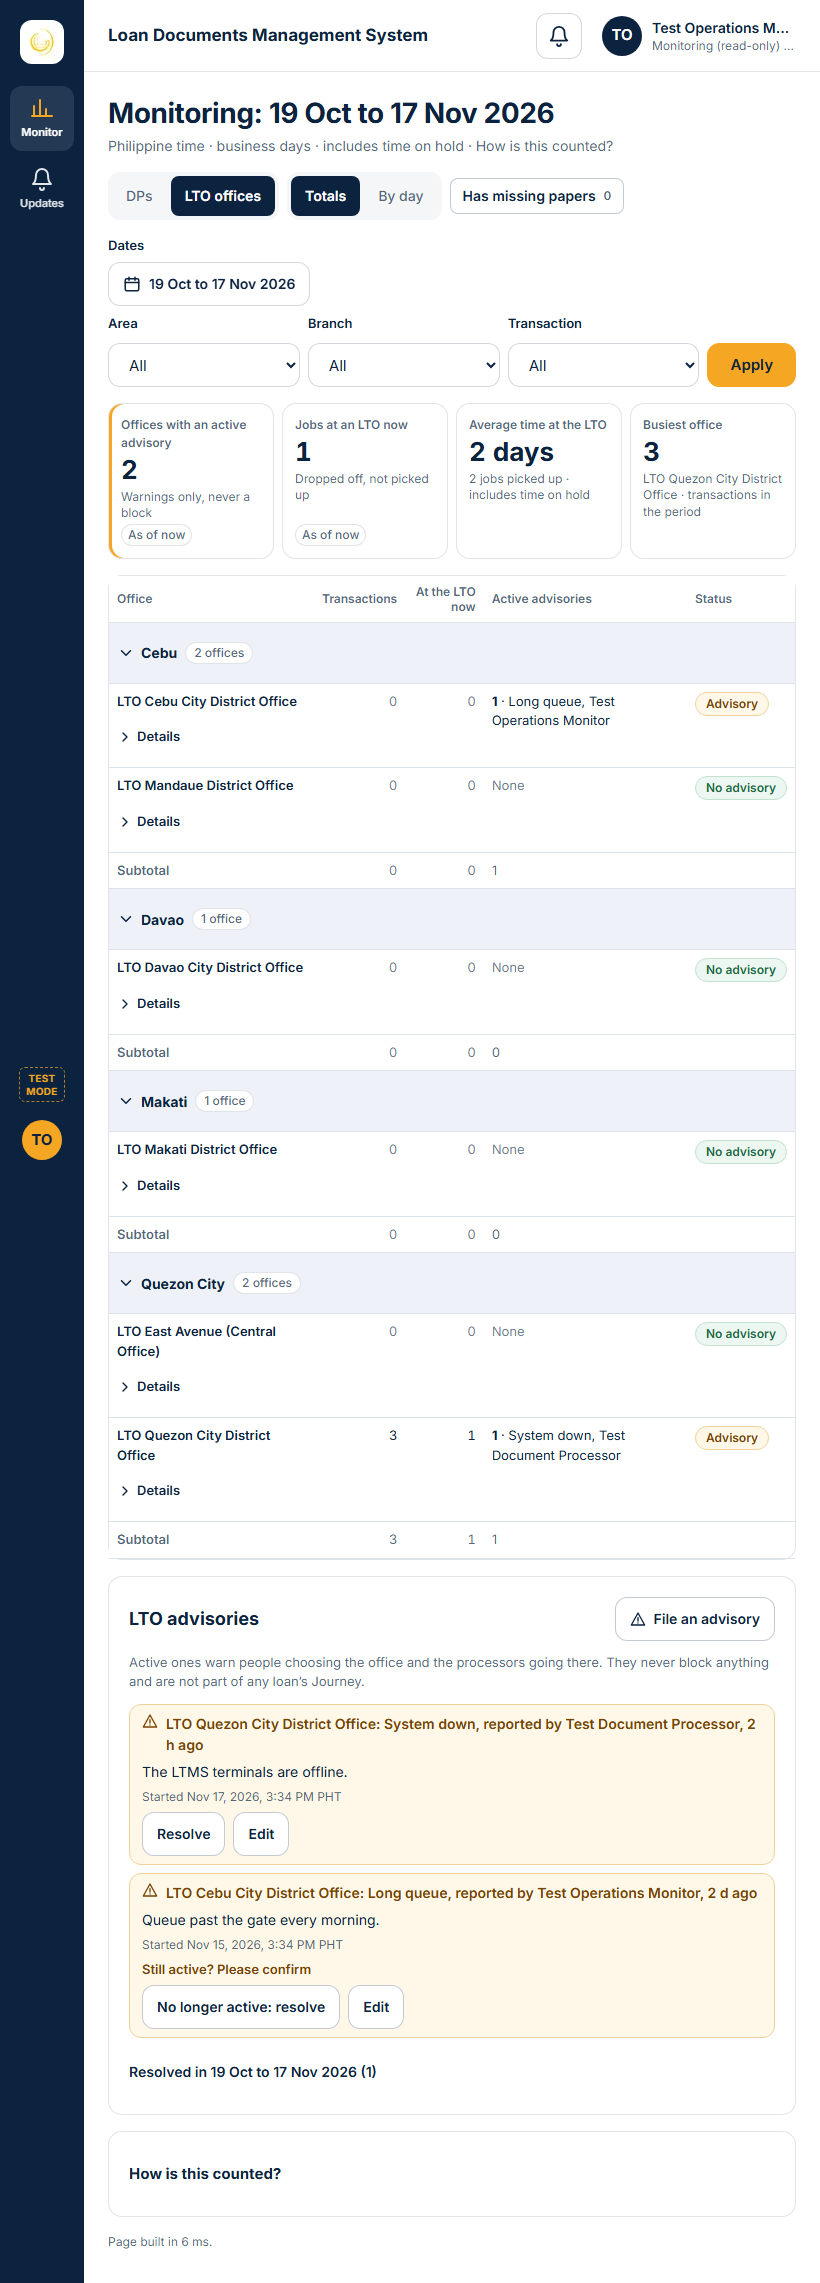 Loan Documents Management System
TO
Test Operations M...
Monitoring (read-only) ...
Monitor
Updates
TEST
MODE
TO
Monitoring: 19 Oct to 17 Nov 2026
Philippine time · business days · includes time on hold · How is this counted?
DPs
LTO offices
Totals
By day
Has missing papers 0
Dates
19 Oct to 17 Nov 2026
Area
Branch
Transaction
All
All
All
Apply
Offices with an active
advisory
2
Warnings only, never a
block
As of now
Jobs at an LTO now
1
Dropped off, not picked
up
As of now
Average time at the LTO
2 days
2 jobs picked up ·
includes time on hold
Busiest office
3
LTO Quezon City District
Office · transactions in
the period
Office Transactions At the LTO
now Active advisories Status
Cebu 2 offices
LTO Cebu City District Office 0 0 1 · Long queue, Test
Operations Monitor Advisory
Details
LTO Mandaue District Office 0 0 None No advisory
Details
Subtotal 0 0 1
Davao 1 office
LTO Davao City District Office 0 0 None No advisory
Details
Subtotal 0 0 0
Makati 1 office
LTO Makati District Office 0 0 None No advisory
Details
Subtotal 0 0 0
Quezon City 2 offices
LTO East Avenue (Central
Office) 0 0 None No advisory
Details
LTO Quezon City District
Office 3 1 1 · System down, Test
Document Processor Advisory
Details
Subtotal 3 1 1
LTO advisories
File an advisory
Active ones warn people choosing the office and the processors going there. They never block anything
and are not part of any loan's Journey.
LTO Quezon City District Office: System down, reported by Test Document Processor, 2
h ago
The LTMS terminals are offline.
Started Nov 17, 2026, 3:34 PM PHT
Resolve
Edit
LTO Cebu City District Office: Long queue, reported by Test Operations Monitor, 2 d ago
Queue past the gate every morning.
Started Nov 15, 2026, 3:34 PM PHT
Still active? Please confirm
No longer active: resolve
Edit
Resolved in 19 Oct to 17 Nov 2026 (1)
How is this counted?
Page built in 6 ms.